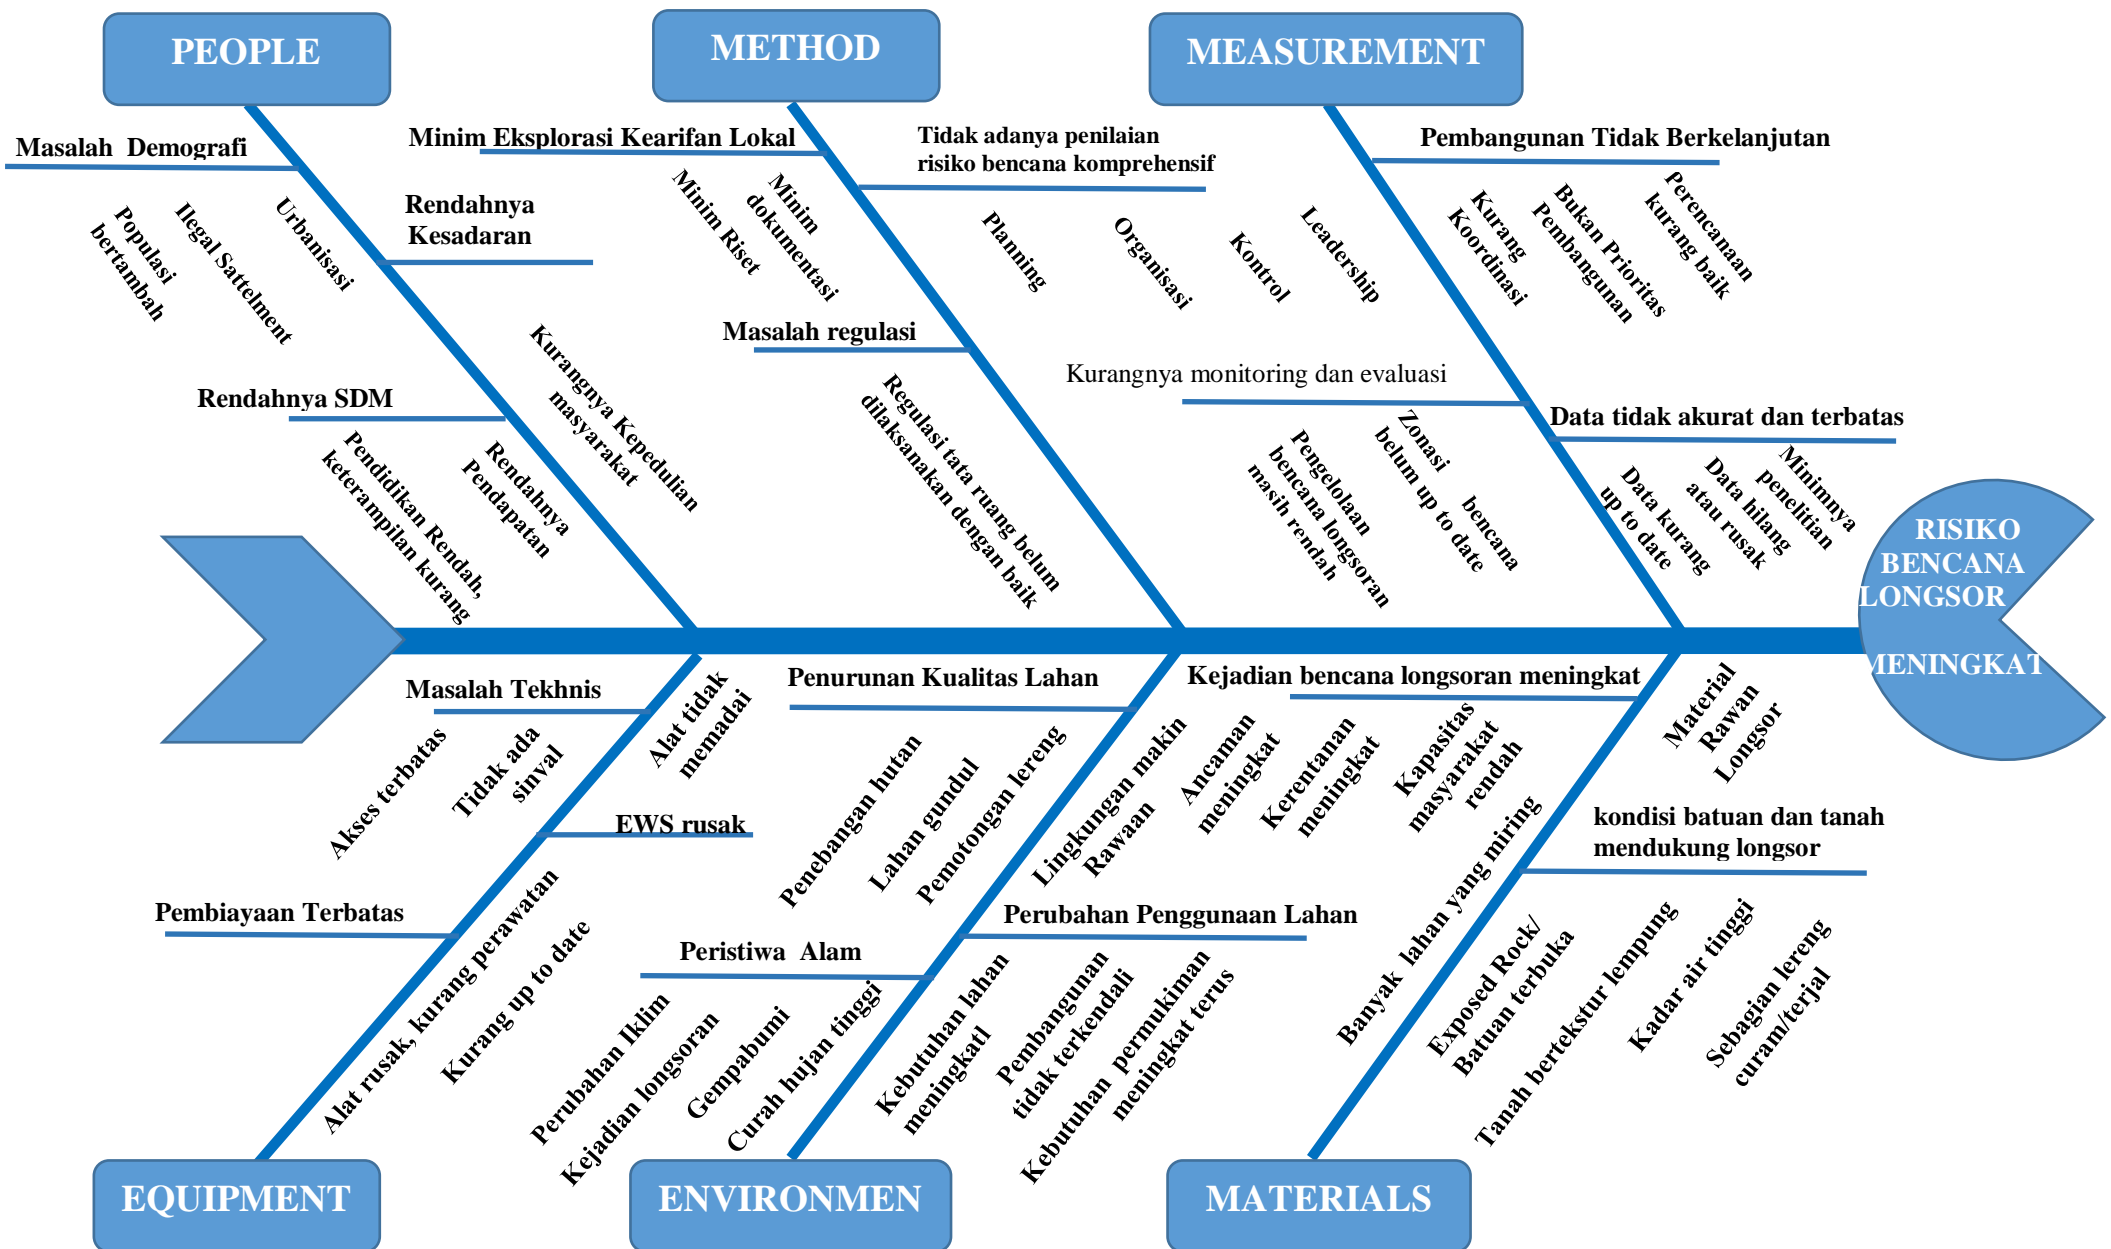 PEOPLE
METHOD
MEASUREMENT
Masalah Demografi
Populasi
bertambah
Ilegal Sattelment
Urbanisasi
Rendahnya
Kesadaran
Kurangnya Kepedulian
masyarakat
Rendahnya SDM
Pendidikan Rendah,
keterampilan kurang
Rendahnya
Pendapatan
Minim Eksplorasi Kearifan Lokal
Minim Riset
Minim
dokumentasi
Tidak adanya penilaian
risiko bencana komprehensif
Planning
Organisasi
Kontrol
Leadership
Masalah regulasi
Regulasi tata ruang belum
dilaksanakan dengan baik
Pembangunan Tidak Berkelanjutan
Kurang
Koordinasi
Bukan Prioritas
Pembangunan
Perencanaan
kurang baik
Kurangnya monitoring dan evaluasi
Pengelolaan
bencana longsoran
masih rendah
Zonasi bencana
belum up to date
Data tidak akurat dan terbatas
Data kurang
up to date
Data hilang
atau rusak
Minimnya
penelitian
RISIKO
BENCANA
LONGSOR
MENINGKAT
Masalah Tekhnis
Akses terbatas
Tidak ada
sinyal
Alat tidak
memadai
EWS rusak
Alat rusak, kurang perawatan
Kurang up to date
Pembiayaan Terbatas
Penurunan Kualitas Lahan
Penebangan hutan
Lahan gundul
Pemotongan lereng
Lingkungan makin
Rawaan
Peristiwa Alam
Perubahan Iklim
Kejadian longsoran
Gempabumi
Curah hujan tinggi
Perubahan Penggunaan Lahan
Kebutuhan lahan
meningkatl
Pembangunan
tidak terkendali
Kebutuhan permukiman
meningkat terus
Kejadian bencana longsoran meningkat
Ancaman
meningkat
Kerentanan
meningkat
Kapasitas
masyarakat
rendah
Material
Rawan
Longsor
Banyak lahan yang miring
kondisi batuan dan tanah
mendukung longsor
Exposed Rock/
Batuan terbuka
Tanah bertekstur lempung
Kadar air tinggi
Sebagian lereng
curam/terjal
EQUIPMENT
ENVIRONMEN
MATERIALS